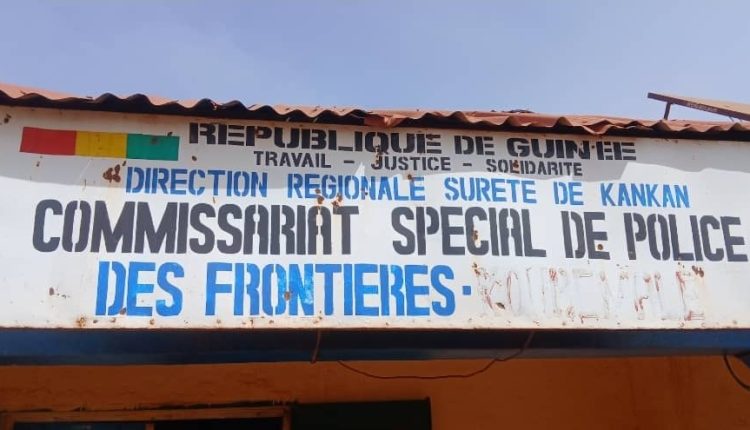 REPUBLIQUE DE GUINEE
TRAVAIL - JUSTICE - SOLIDARITE
DIRECTION REGIONALE SURETE DE KANKAN
COMMISSARIAT SPECIAL DE POLICE
DES FRONTIERES -